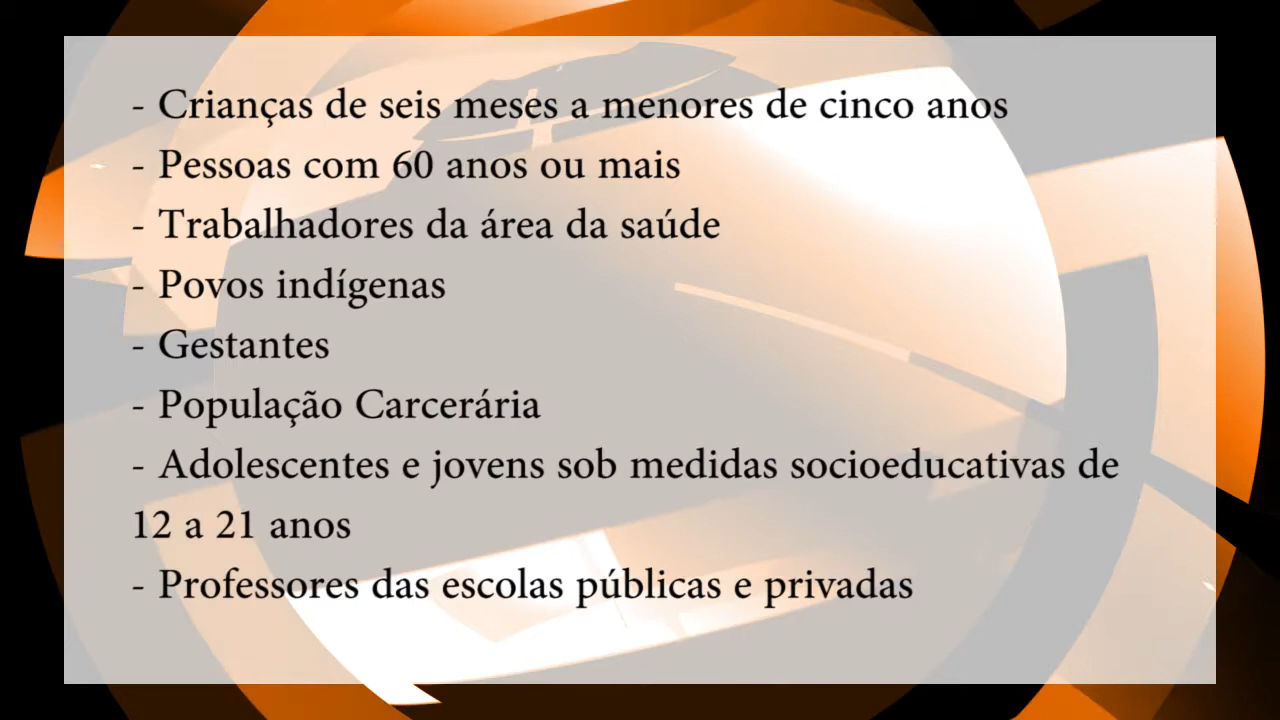 - Crianças de seis meses a menores de cinco anos
- Pessoas com 60 anos ou mais
- Trabalhadores da área da saúde
- Povos indígenas
- Gestantes
- População Carcerária
- Adolescentes e jovens sob medidas socioeducativas de
12 a 21 anos
- Professores das escolas públicas e privadas